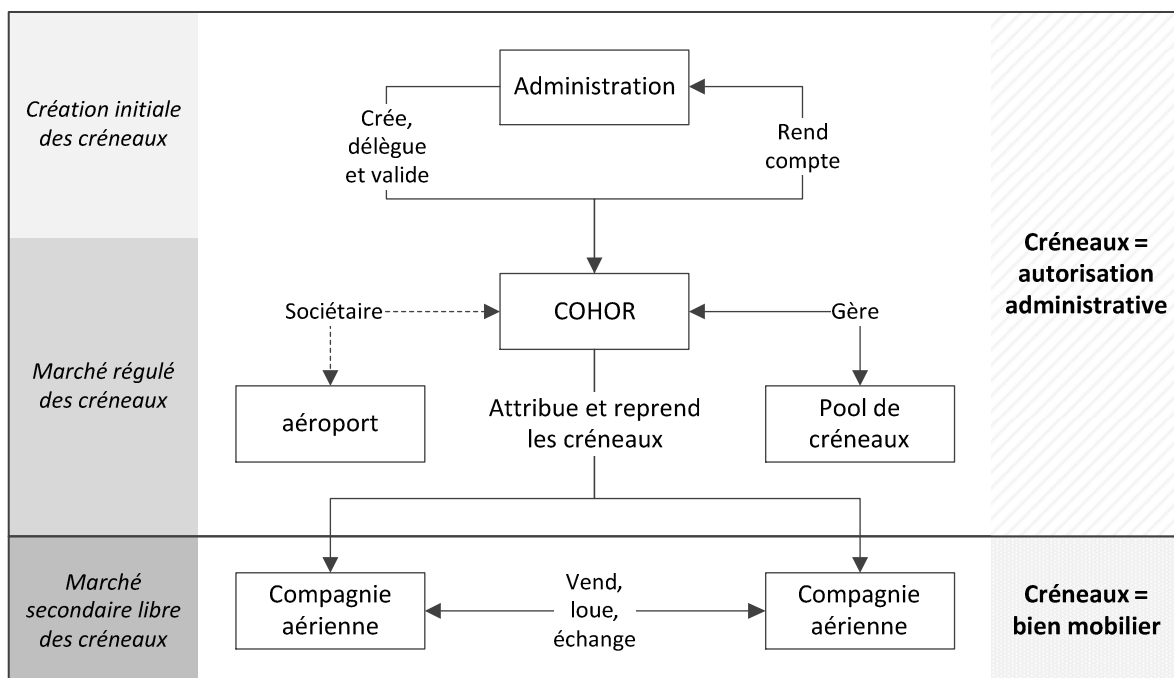 Création initiale
des créneaux
Administration
Crée,
délègue
et valide
Rend
compte
Créneaux =
autorisation
administrative
Marché régulé
des créneaux
Sociétaire
COHOR
Gère
aéroport
Attribue et reprend
les créneaux
Pool de
créneaux
Marché
secondaire libre
des créneaux
Compagnie
aérienne
Vend,
loue,
échange
Compagnie
aérienne
Créneaux =
bien mobilier